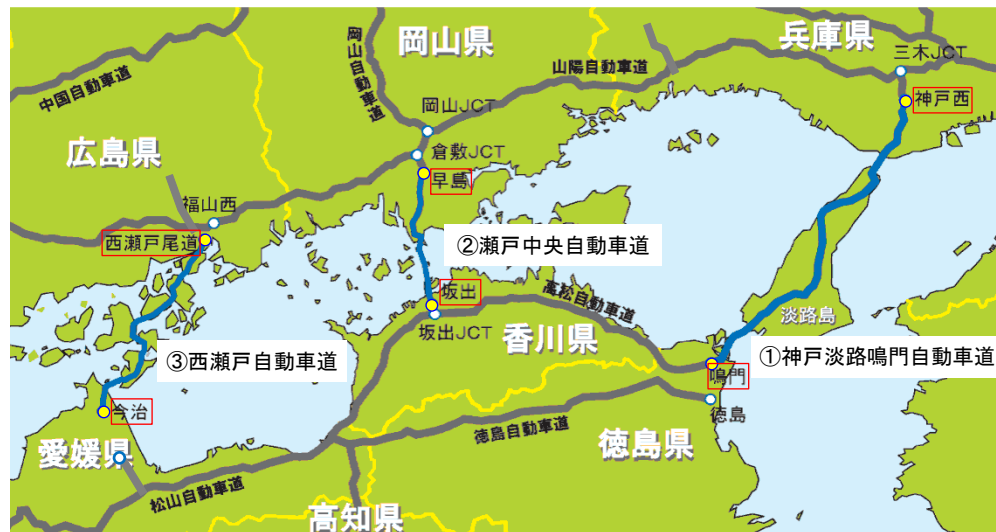 岡山県
兵庫県
岡山自動車道
三木JCT
中国自動車道
山陽自動車道
神戸西
岡山JCT
広島県
倉敷JCT
早島
福山西
西瀬戸尾道
②瀬戸中央自動車道
坂出
高松自動車道
淡路島
坂出JCT
香川県
①神戸淡路鳴門自動車道
③西瀬戸自動車道
鳴門
今治
徳島
徳島自動車道
徳島県
愛媛県
松山自動車道
高知県